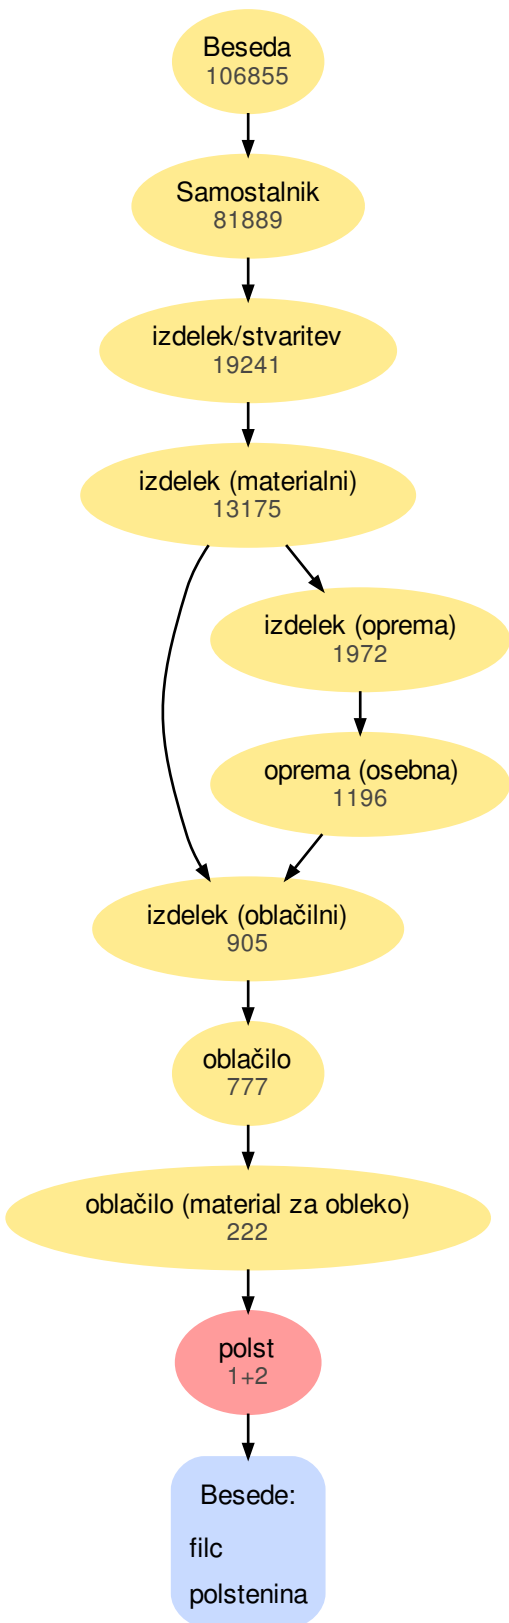 Beseda
106855
Samostalnik
81889
izdelek/stvaritev
19241
izdelek (materialni)
13175
izdelek (oprema)
1972
oprema (osebna)
1196
izdelek (oblačilni)
905
oblačilo
777
oblačilo (material za obleko)
222
polst
1+2
Besede:
filc
polstenina